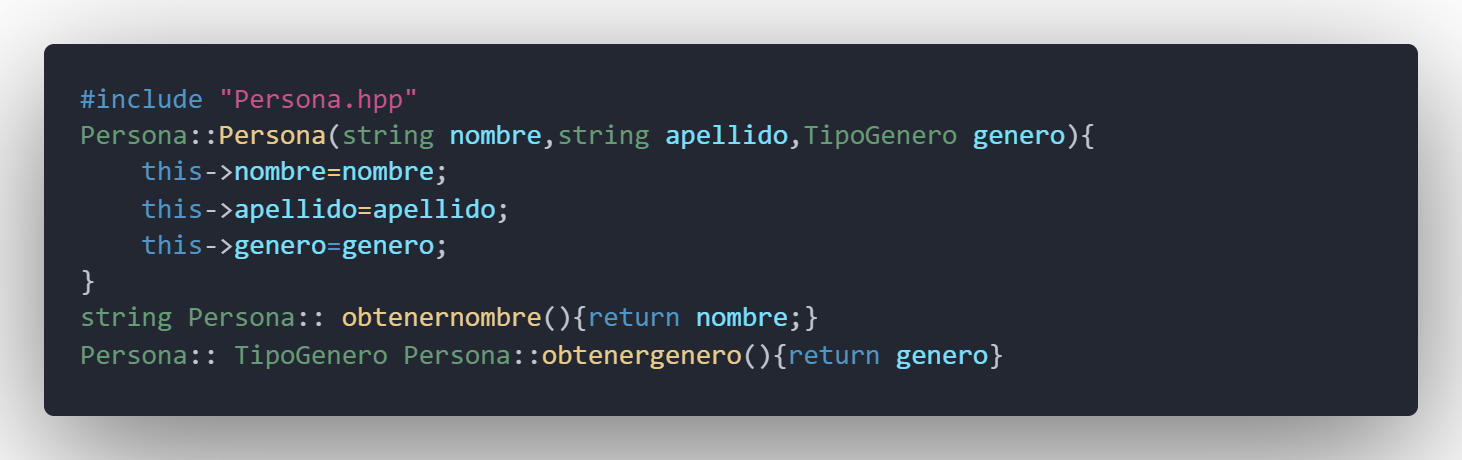 #include "Persona.hpp"
Persona::Persona(string nombre,string apellido,TipoGenero genero){
    this->nombre=nombre;
    this->apellido=apellido;
    this->genero=genero;
}
string Persona:: obtenernombre(){return nombre;}
Persona:: TipoGenero Persona::obtenergenero(){return genero}